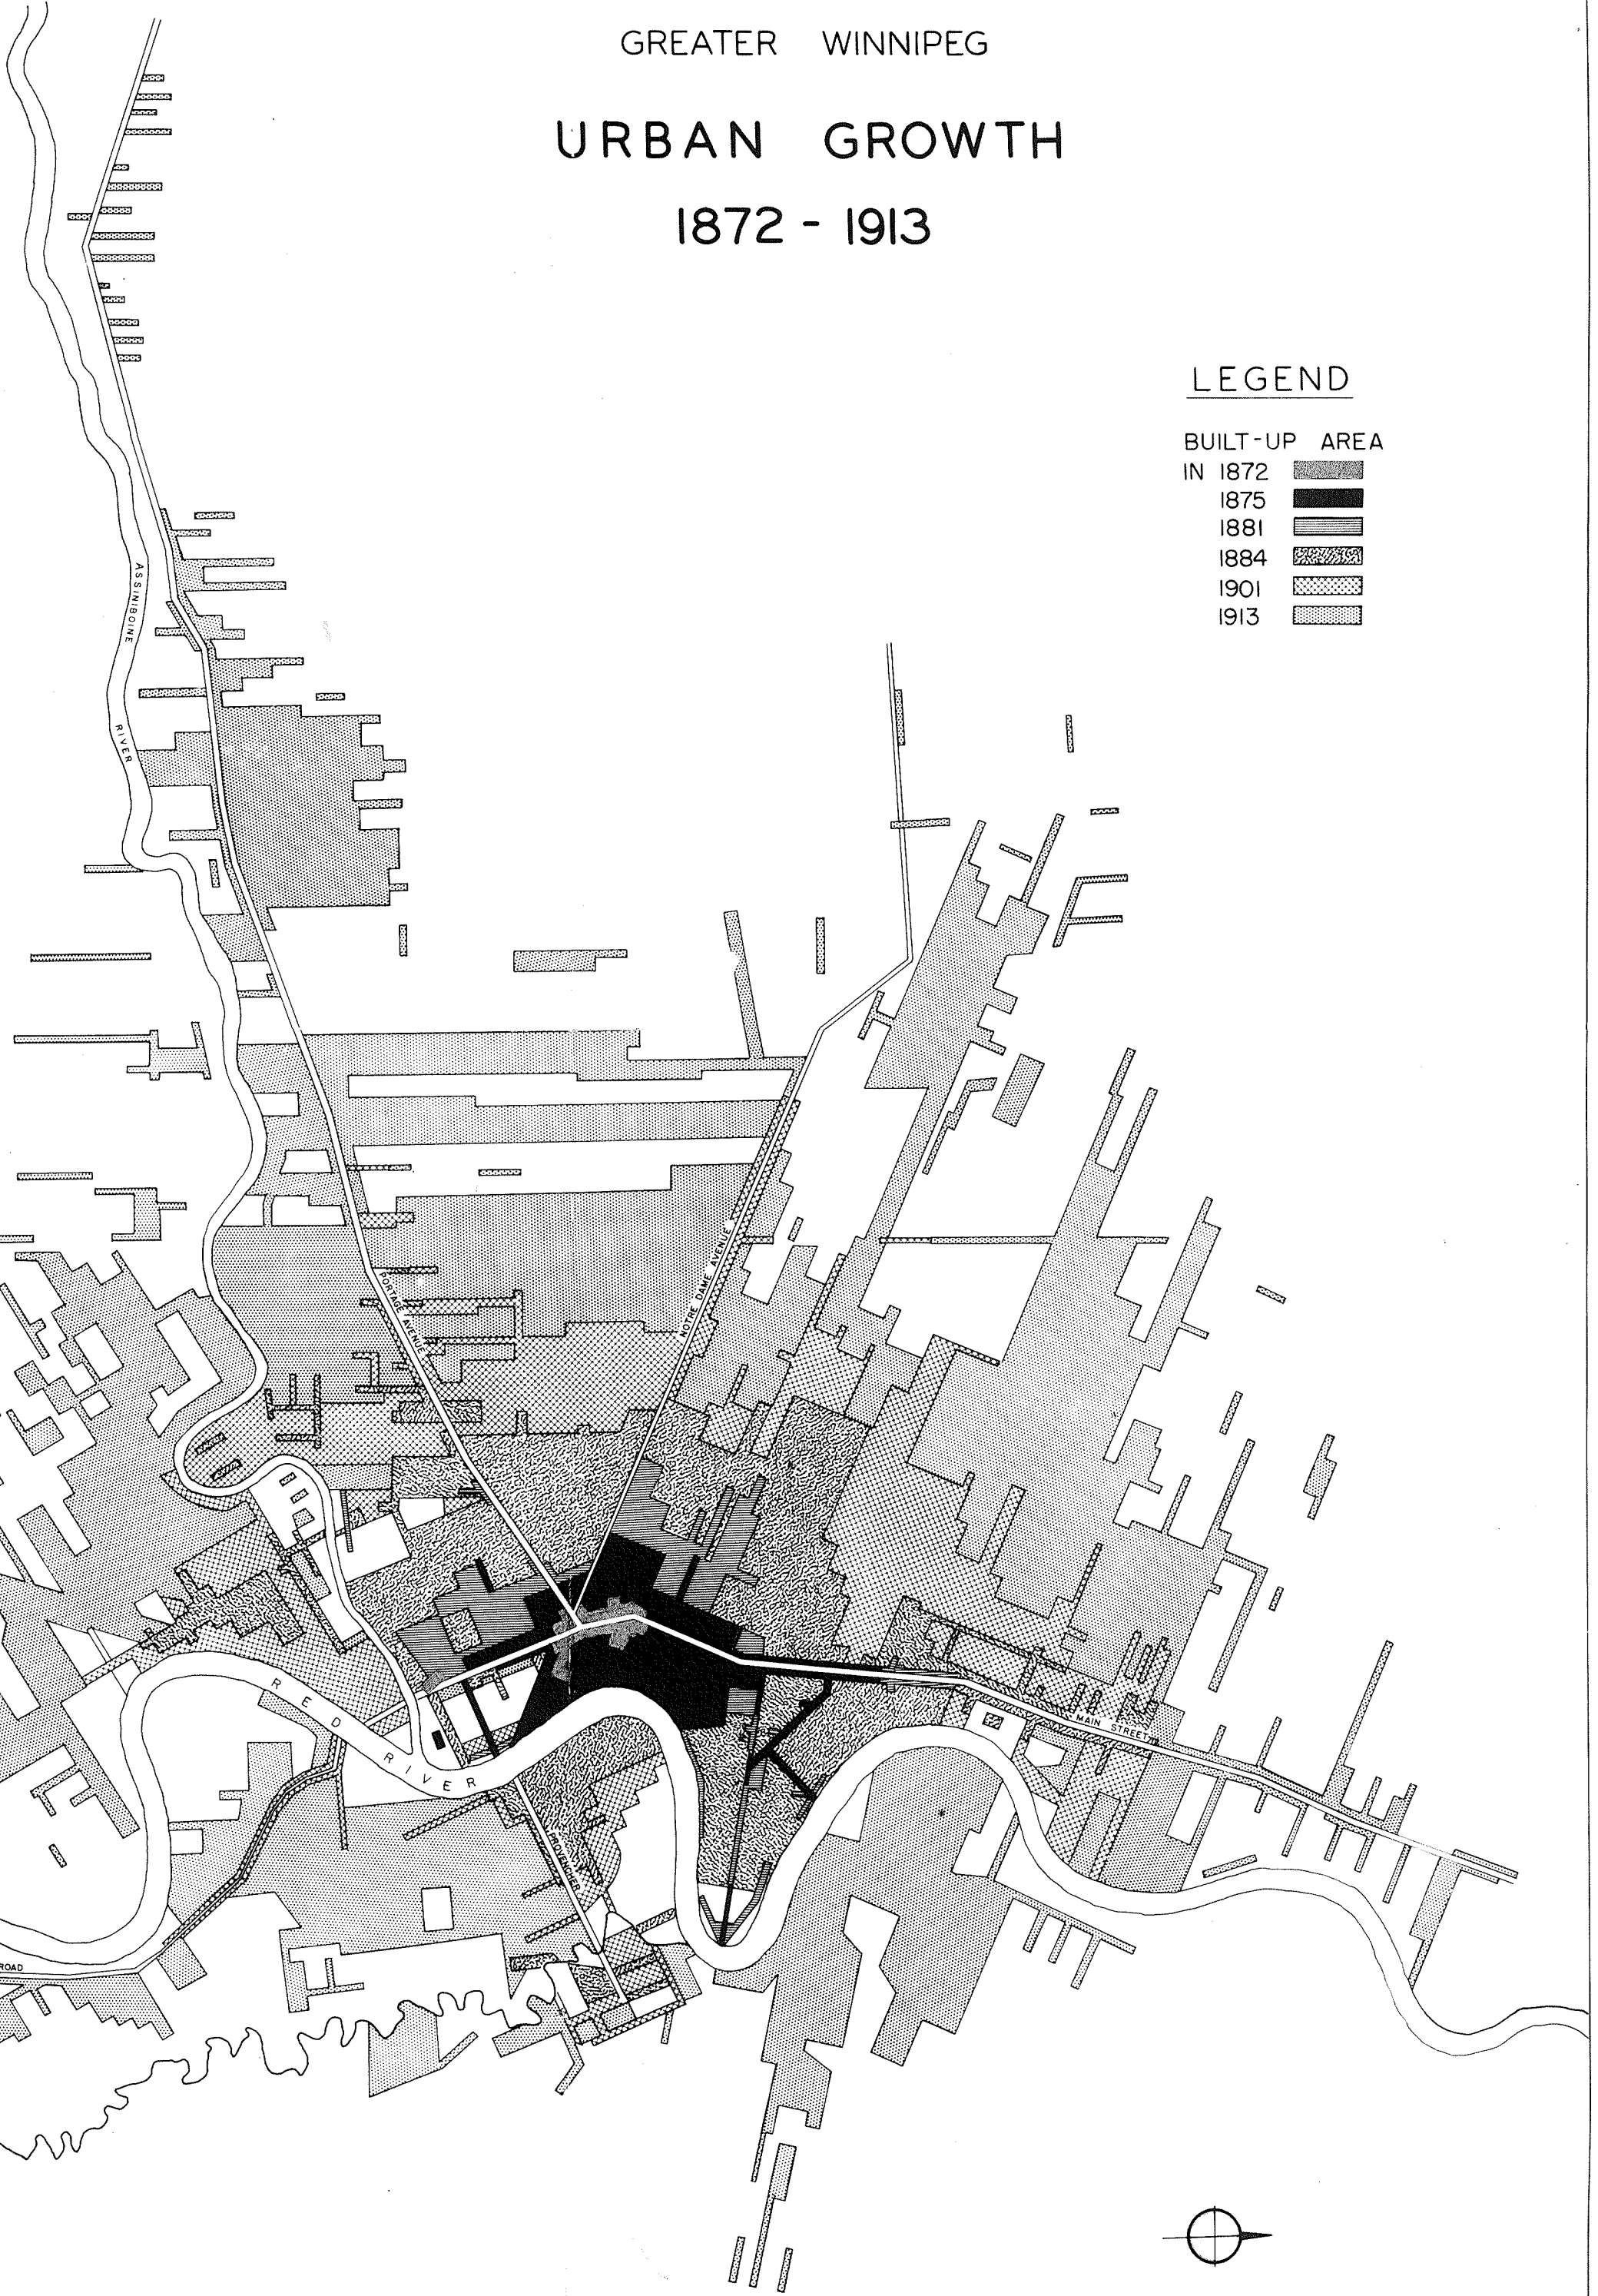 GREATER WINNIPEG
URBAN GROWTH
1872 - 1913
LEGEND
BUILT-UP AREA
IN 1872
1875
1881
1884
1901
1913
ASSINIBOINE
RIVER
NOTRE DAME AVENUE
PORTAGE AVENUE
RED RIVER
MAIN STREET
PROVENCHER
ROAD